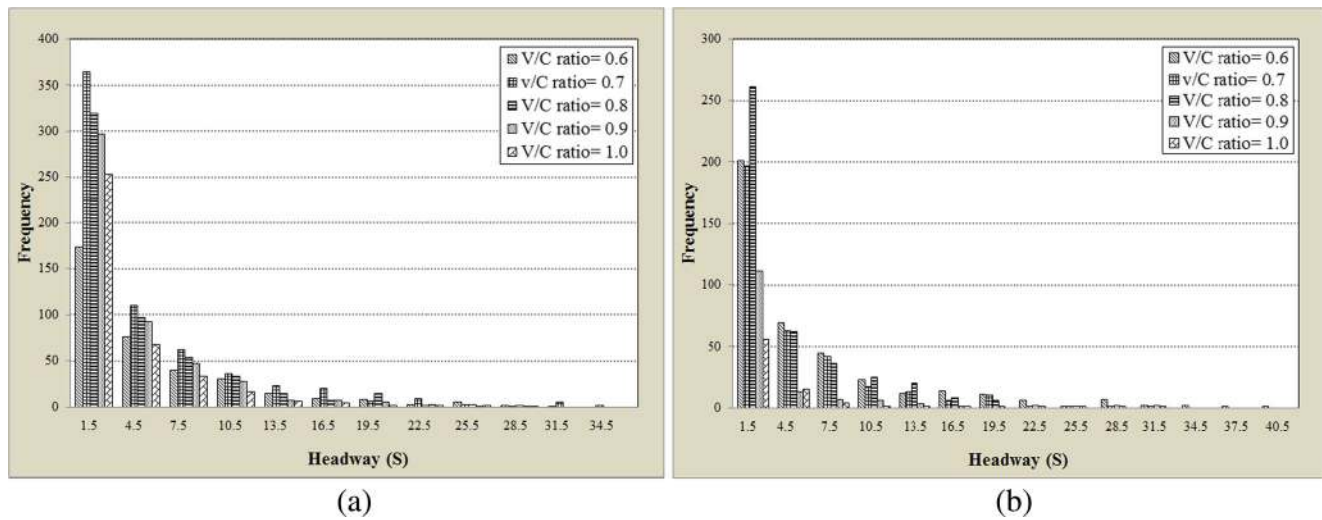 400
350
300
250
200
150
100
50
0
Frequency
V/C ratio= 0.6
v/C ratio= 0.7
V/C ratio= 0.8
V/C ratio= 0.9
V/C ratio= 1.0
1.5 4.5 7.5 10.5 13.5 16.5 19.5 22.5 25.5 28.5 31.5 34.5
Headway (S)
(a)
300
250
200
150
100
50
0
Frequency
V/C ratio= 0.6
v/C ratio= 0.7
V/C ratio= 0.8
V/C ratio= 0.9
V/C ratio= 1.0
1.5 4.5 7.5 10.5 13.5 16.5 19.5 22.5 25.5 28.5 31.5 34.5 37.5 40.5
Headway (S)
(b)